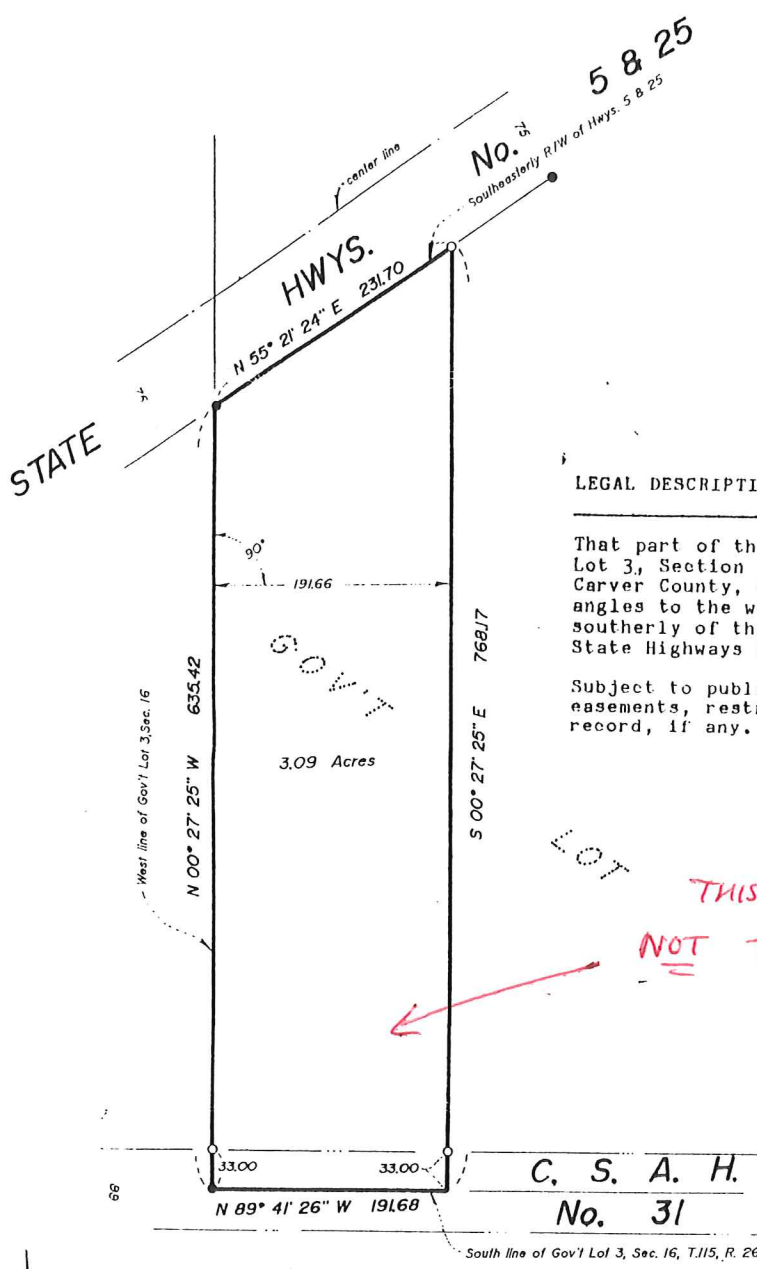 5 & 25
No.
75
Southeasterly R/W of Hwys. 5 & 25
center line
HWYS.
N 55° 21' 24" E 231.70
75
STATE
LEGAL DESCRIPTI
That part of th
Lot 3., Section
Carver County,
angles to the w
southerly of th
State Highways
Subject to publ
easements, restr
record, if any.
90°
191.66
GOV'T
3.09 Acres
West line of Gov't Lot 3, Sec. 16
N 00° 27' 25" W 635.42
S 00° 27' 25" E 768.17
LOT
THIS
NOT
33.00
33.00
66
N 89° 41' 26" W 191.68
C. S. A. H.
No. 31
South line of Gov't Lot 3, Sec. 16, T.115, R. 26